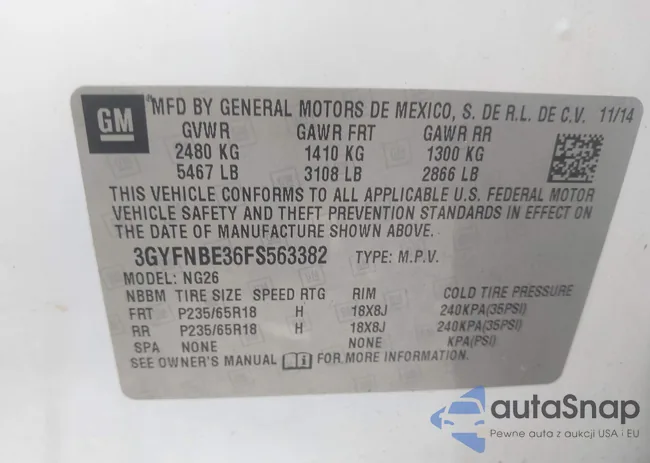 GM
MFD BY GENERAL MOTORS DE MEXICO, S. DE R.L. DE C.V. 11/14
GVWR GAWR FRT GAWR RR
2480 KG 1410 KG 1300 KG
5467 LB 3108 LB 2866 LB
THIS VEHICLE CONFORMS TO ALL APPLICABLE U.S. FEDERAL MOTOR
VEHICLE SAFETY AND THEFT PREVENTION STANDARDS IN EFFECT ON
THE DATE OF MANUFACTURE SHOWN ABOVE.
3GYFNBE36FS563382 TYPE: M.P.V.
MODEL: NG26
NBBM TIRE SIZE SPEED RTG RIM COLD TIRE PRESSURE
FRT P235/65R18 H 18X8J 240KPA(35PSI)
RR P235/65R18 H 18X8J 240KPA(35PSI)
SPA NONE NONE KPA(PSI)
SEE OWNER'S MANUAL FOR MORE INFORMATION.
autaSnap
Pewne auta z aukcji USA i EU